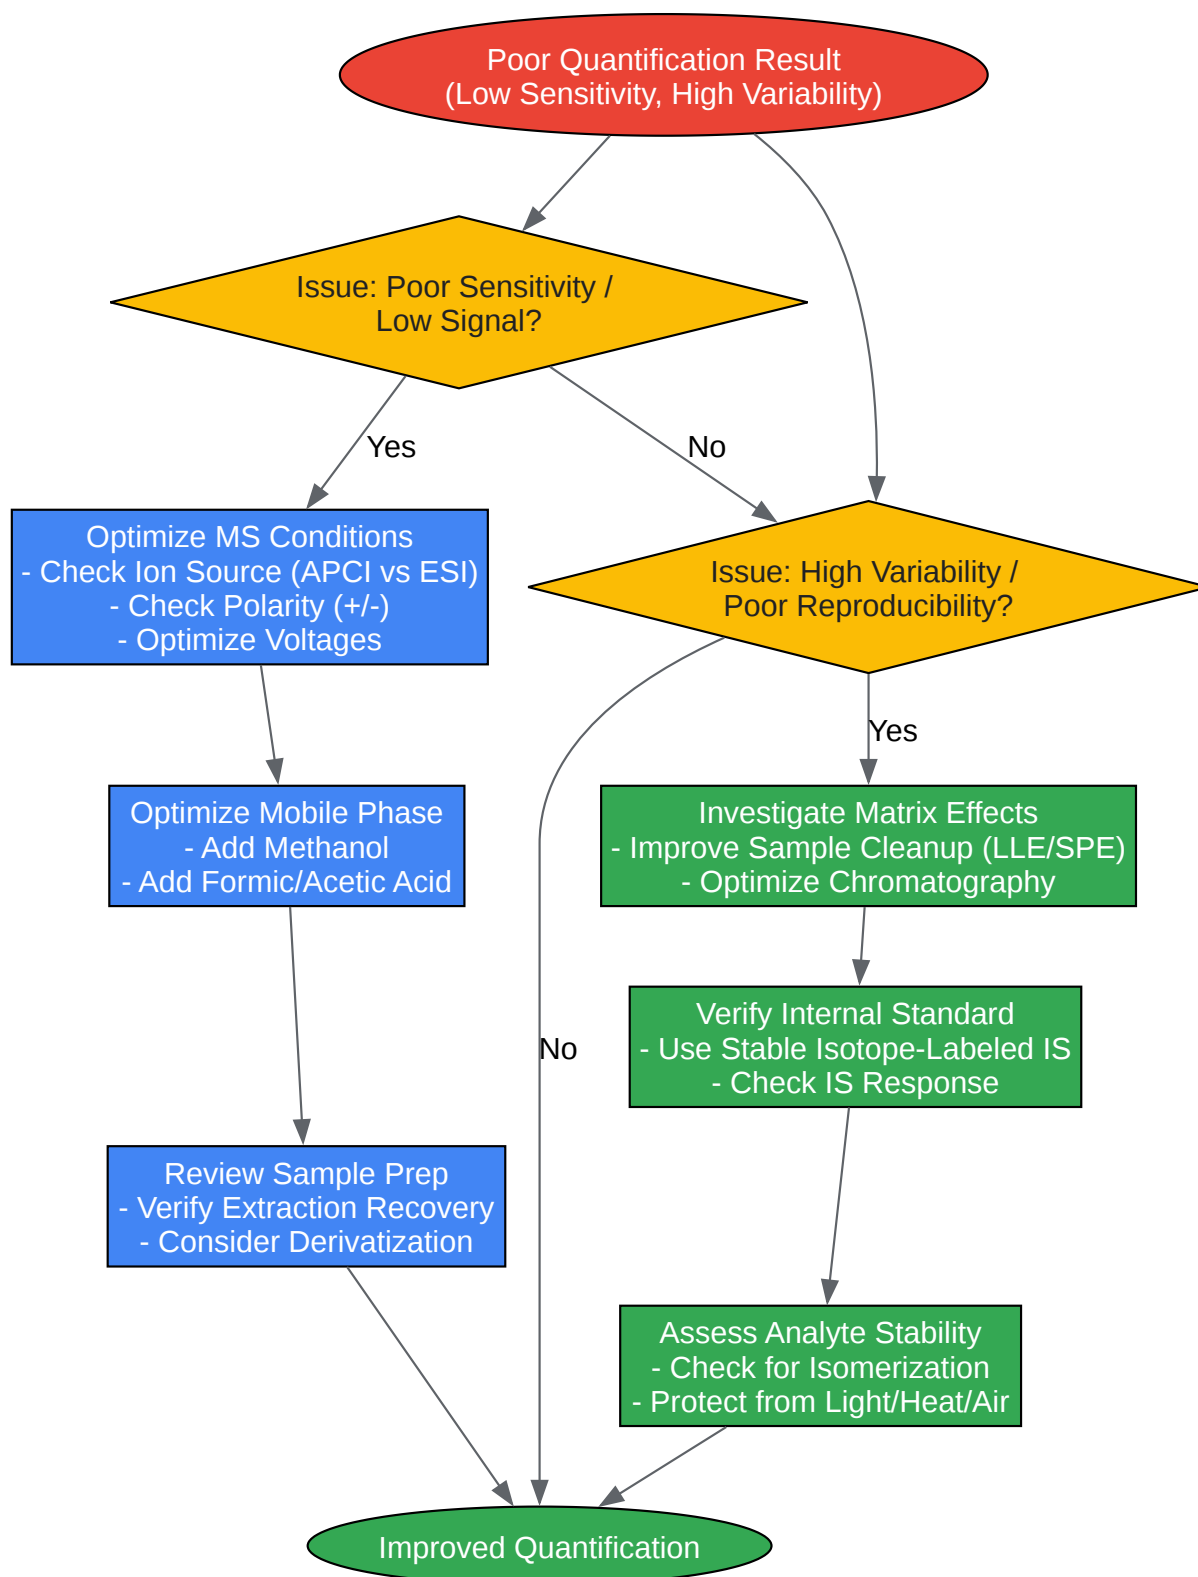 Poor Quantification Result
(Low Sensitivity, High Variability)
Issue: Poor Sensitivity /
Low Signal?
Yes
No
Optimize MS Conditions
- Check Ion Source (APCI vs ESI)
- Check Polarity (+/-)
- Optimize Voltages
Issue: High Variability /
Poor Reproducibility?
Yes
Optimize Mobile Phase
- Add Methanol
- Add Formic/Acetic Acid
Investigate Matrix Effects
- Improve Sample Cleanup (LLE/SPE)
- Optimize Chromatography
Verify Internal Standard
- Use Stable Isotope-Labeled IS
- Check IS Response
No
Review Sample Prep
- Verify Extraction Recovery
- Consider Derivatization
Assess Analyte Stability
- Check for Isomerization
- Protect from Light/Heat/Air
Improved Quantification